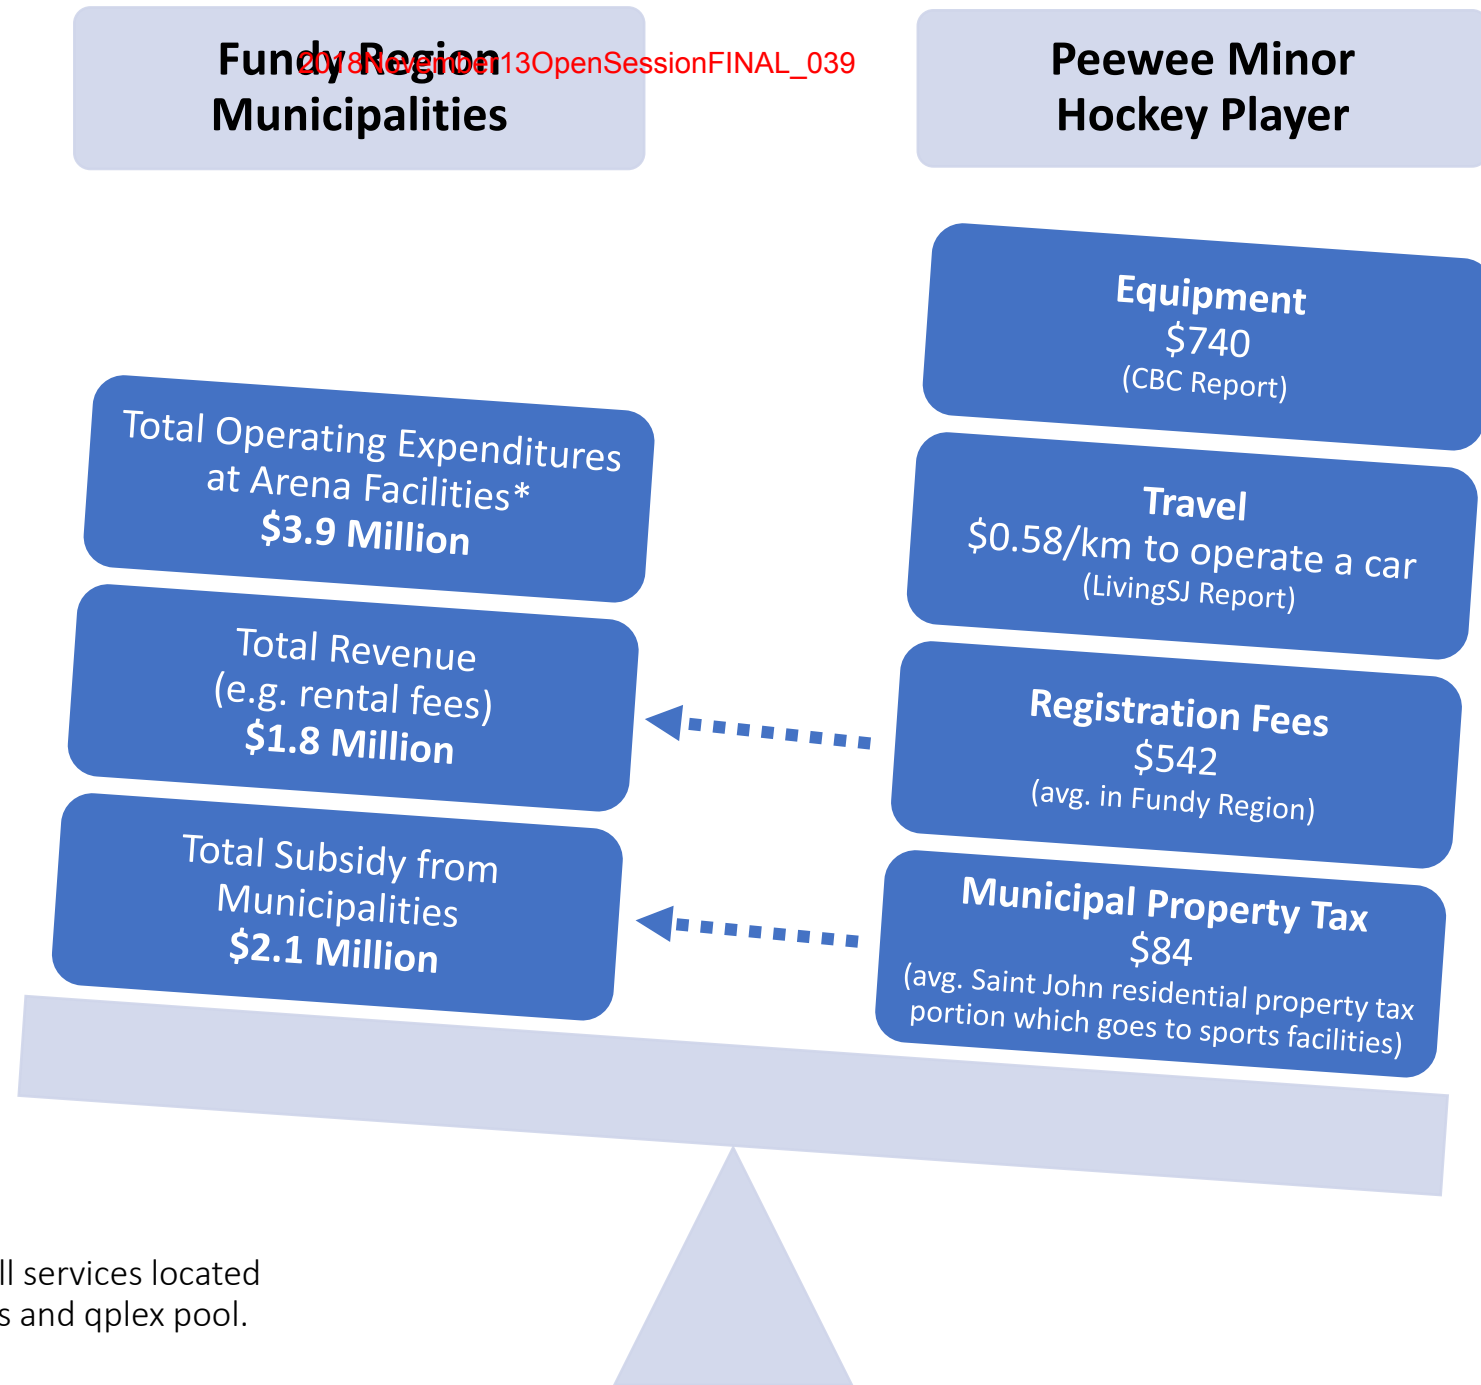 Fundy Region
Municipalities
2018November13OpenSessionFINAL_039
Peewee Minor
Hockey Player
Total Operating Expenditures
at Arena Facilities*
$3.9 Million
Total Revenue
(e.g. rental fees)
$1.8 Million
Total Subsidy from
Municipalities
$2.1 Million
Equipment
$740
(CBC Report)
Travel
$0.58/km to operate a car
(LivingSJ Report)
Registration Fees
$542
(avg. in Fundy Region)
Municipal Property Tax
$84
(avg. Saint John residential property tax
portion which goes to sports facilities)
services located
and qplex pool.